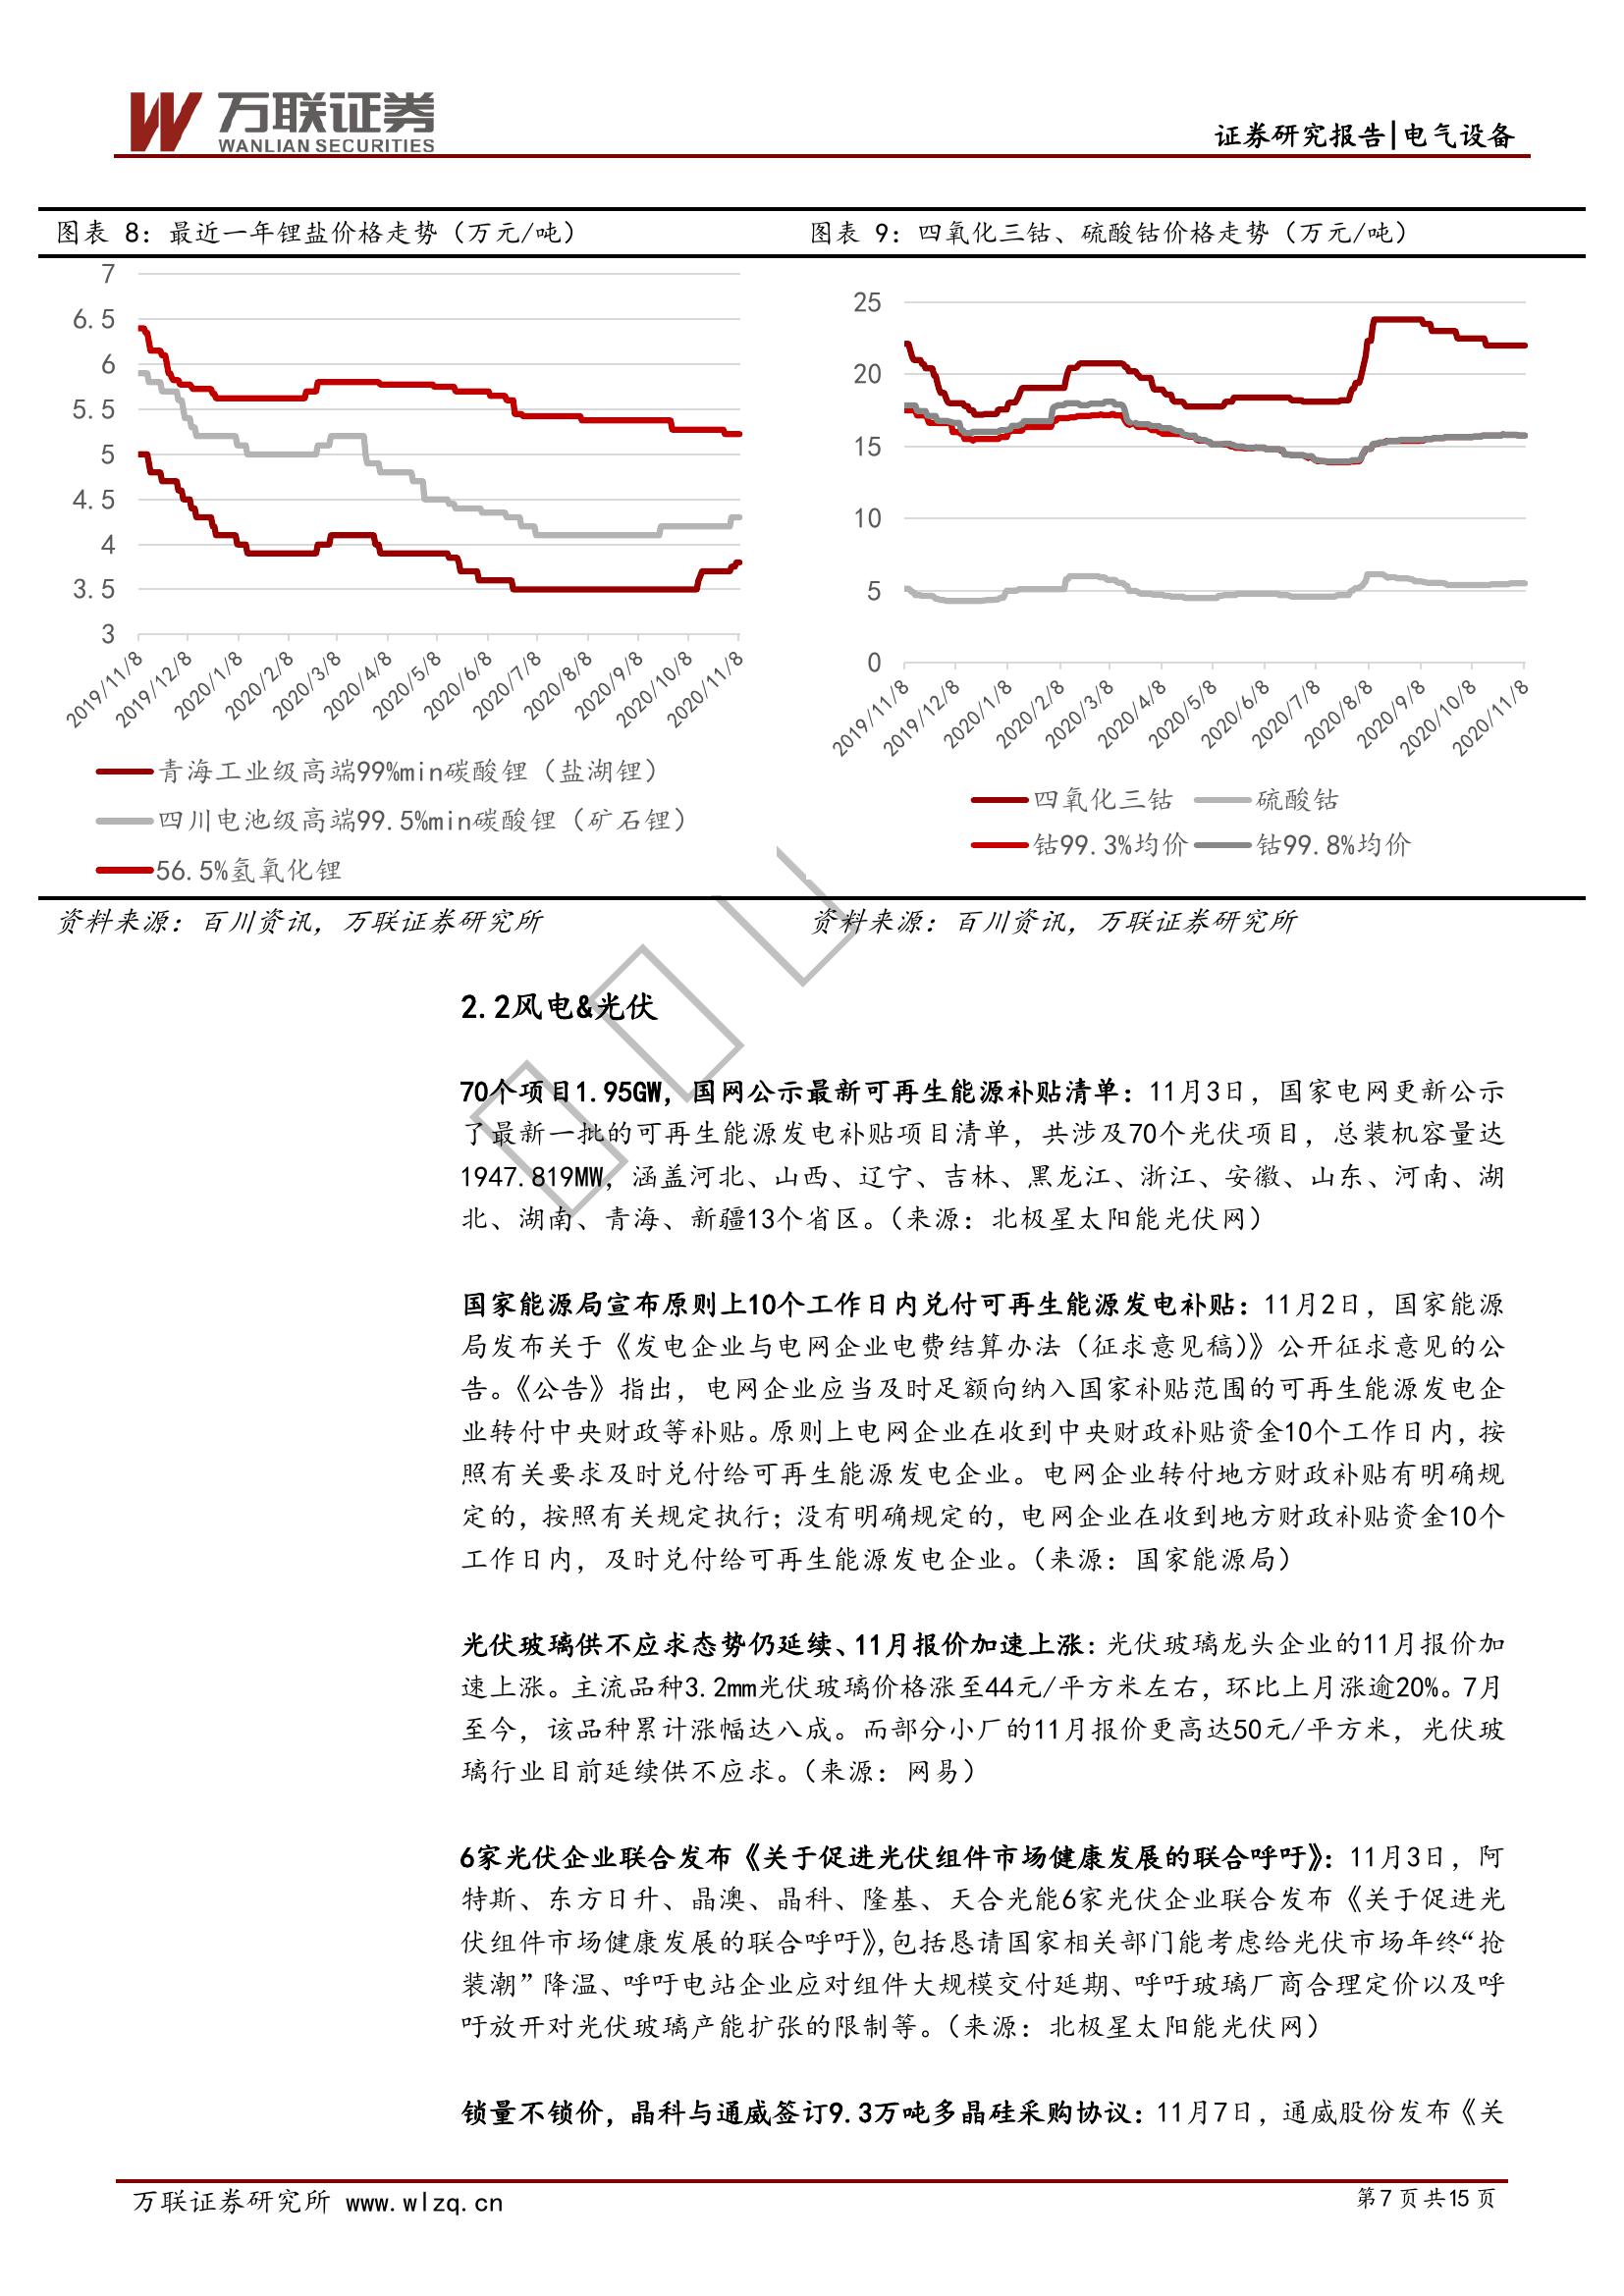 万联证券
WANLIAN SECURITIES
证券研究报告|电气设备
图表 8：最近一年锂盐价格走势（万元/吨）
7
6.5
6
5.5
5
4.5
4
3.5
3
2019/11/8
2019/12/8
2020/1/8
2020/2/8
2020/3/8
2020/4/8
2020/5/8
2020/6/8
2020/7/8
2020/8/8
2020/9/8
2020/10/8
2020/11/8
青海工业级高端99%min碳酸锂（盐湖锂）
四川电池级高端99.5%min碳酸锂（矿石锂）
56.5%氢氧化锂
资料来源：百川资讯，万联证券研究所
图表 9：四氧化三钴、硫酸钴价格走势（万元/吨）
25
20
15
10
5
0
2019/11/8
2019/12/8
2020/1/8
2020/2/8
2020/3/8
2020/4/8
2020/5/8
2020/6/8
2020/7/8
2020/8/8
2020/9/8
2020/10/8
2020/11/8
四氧化三钴 硫酸钴
钴99.3%均价 钴99.8%均价
资料来源：百川资讯，万联证券研究所
2.2风电&光伏
70个项目1.95GW，国网公示最新可再生能源补贴清单：11月3日，国家电网更新公示
了最新一批的可再生能源发电补贴项目清单，共涉及70个光伏项目，总装机容量达
1947.819MW，涵盖河北、山西、辽宁、吉林、黑龙江、浙江、安徽、山东、河南、湖
北、湖南、青海、新疆13个省区。（来源：北极星太阳能光伏网）
国家能源局宣布原则上10个工作日内兑付可再生能源发电补贴：11月2日，国家能源
局发布关于《发电企业与电网企业电费结算办法（征求意见稿）》公开征求意见的公
告。《公告》指出，电网企业应当及时足额向纳入国家补贴范围的可再生能源发电企
业转付中央财政等补贴。原则上电网企业在收到中央财政补贴资金10个工作日内，按
照有关要求及时兑付给可再生能源发电企业。电网企业转付地方财政补贴有明确规
定的，按照有关规定执行；没有明确规定的，电网企业在收到地方财政补贴资金10个
工作日内，及时兑付给可再生能源发电企业。（来源：国家能源局）
光伏玻璃供不应求态势仍延续、11月报价加速上涨：光伏玻璃龙头企业的11月报价加
速上涨。主流品种3.2mm光伏玻璃价格涨至44元/平方米左右，环比上月涨逾20%。7月
至今，该品种累计涨幅达八成。而部分小厂的11月报价更高达50元/平方米，光伏玻
璃行业目前延续供不应求。（来源：网易）
6家光伏企业联合发布《关于促进光伏组件市场健康发展的联合呼吁》：11月3日，阿
特斯、东方日升、晶澳、晶科、隆基、天合光能6家光伏企业联合发布《关于促进光
伏组件市场健康发展的联合呼吁》，包括恳请国家相关部门能考虑给光伏市场年终“抢
装潮”降温、呼吁电站企业应对组件大规模交付延期、呼吁玻璃厂商合理定价以及呼
吁放开对光伏玻璃产能扩张的限制等。（来源：北极星太阳能光伏网）
锁量不锁价，晶科与通威签订9.3万吨多晶硅采购协议：11月7日，通威股份发布《关
万联证券研究所 www.wlzq.cn
第7页共15页